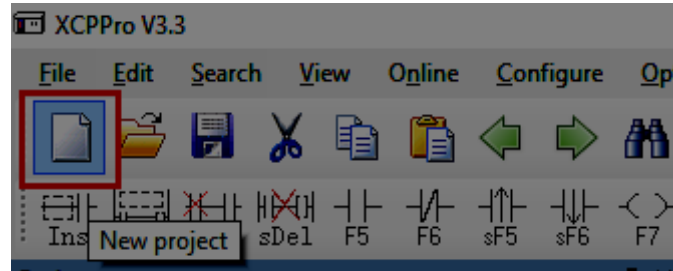 XCPPro V3.3
File Edit Search View Online Configure Op
Ins sDel F5 F6 sF5 sF6 F7
New project